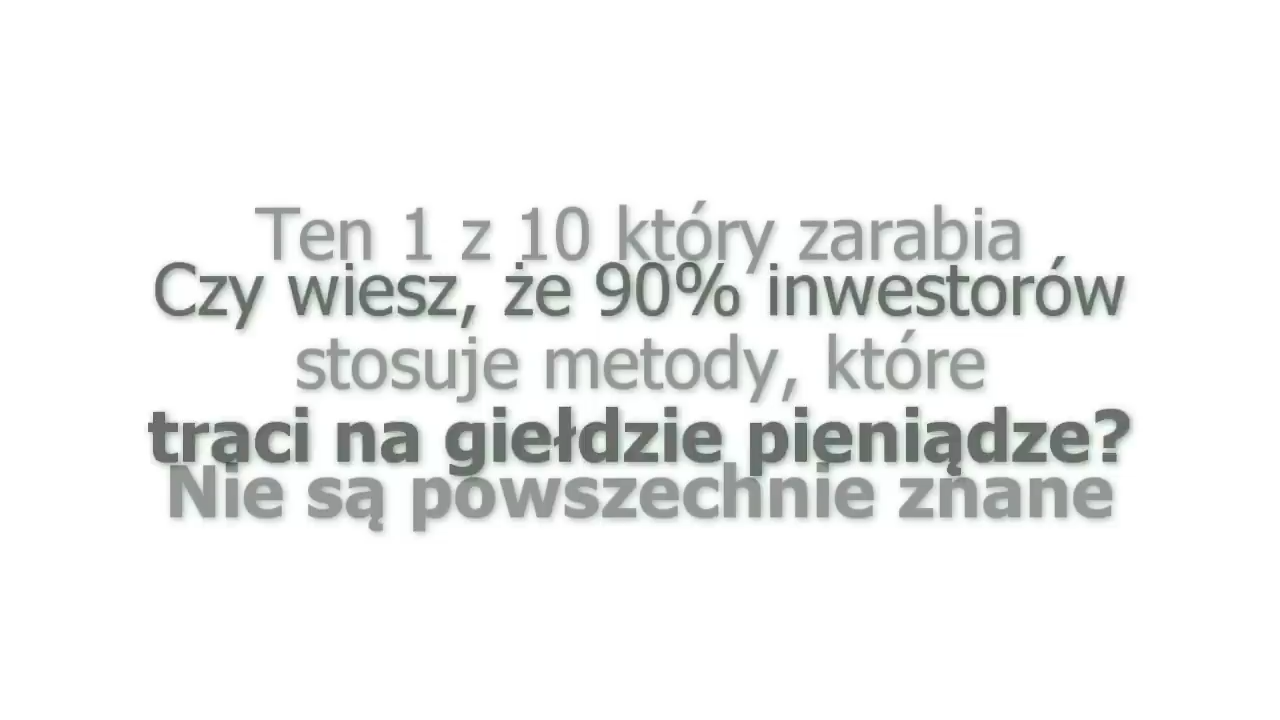 Ten 1 z 10 który zarabia
Czy wiesz, że 90% inwestorów
stosuje metody, które
traci na giełdzie pieniądze?
Nie są powszechnie znane